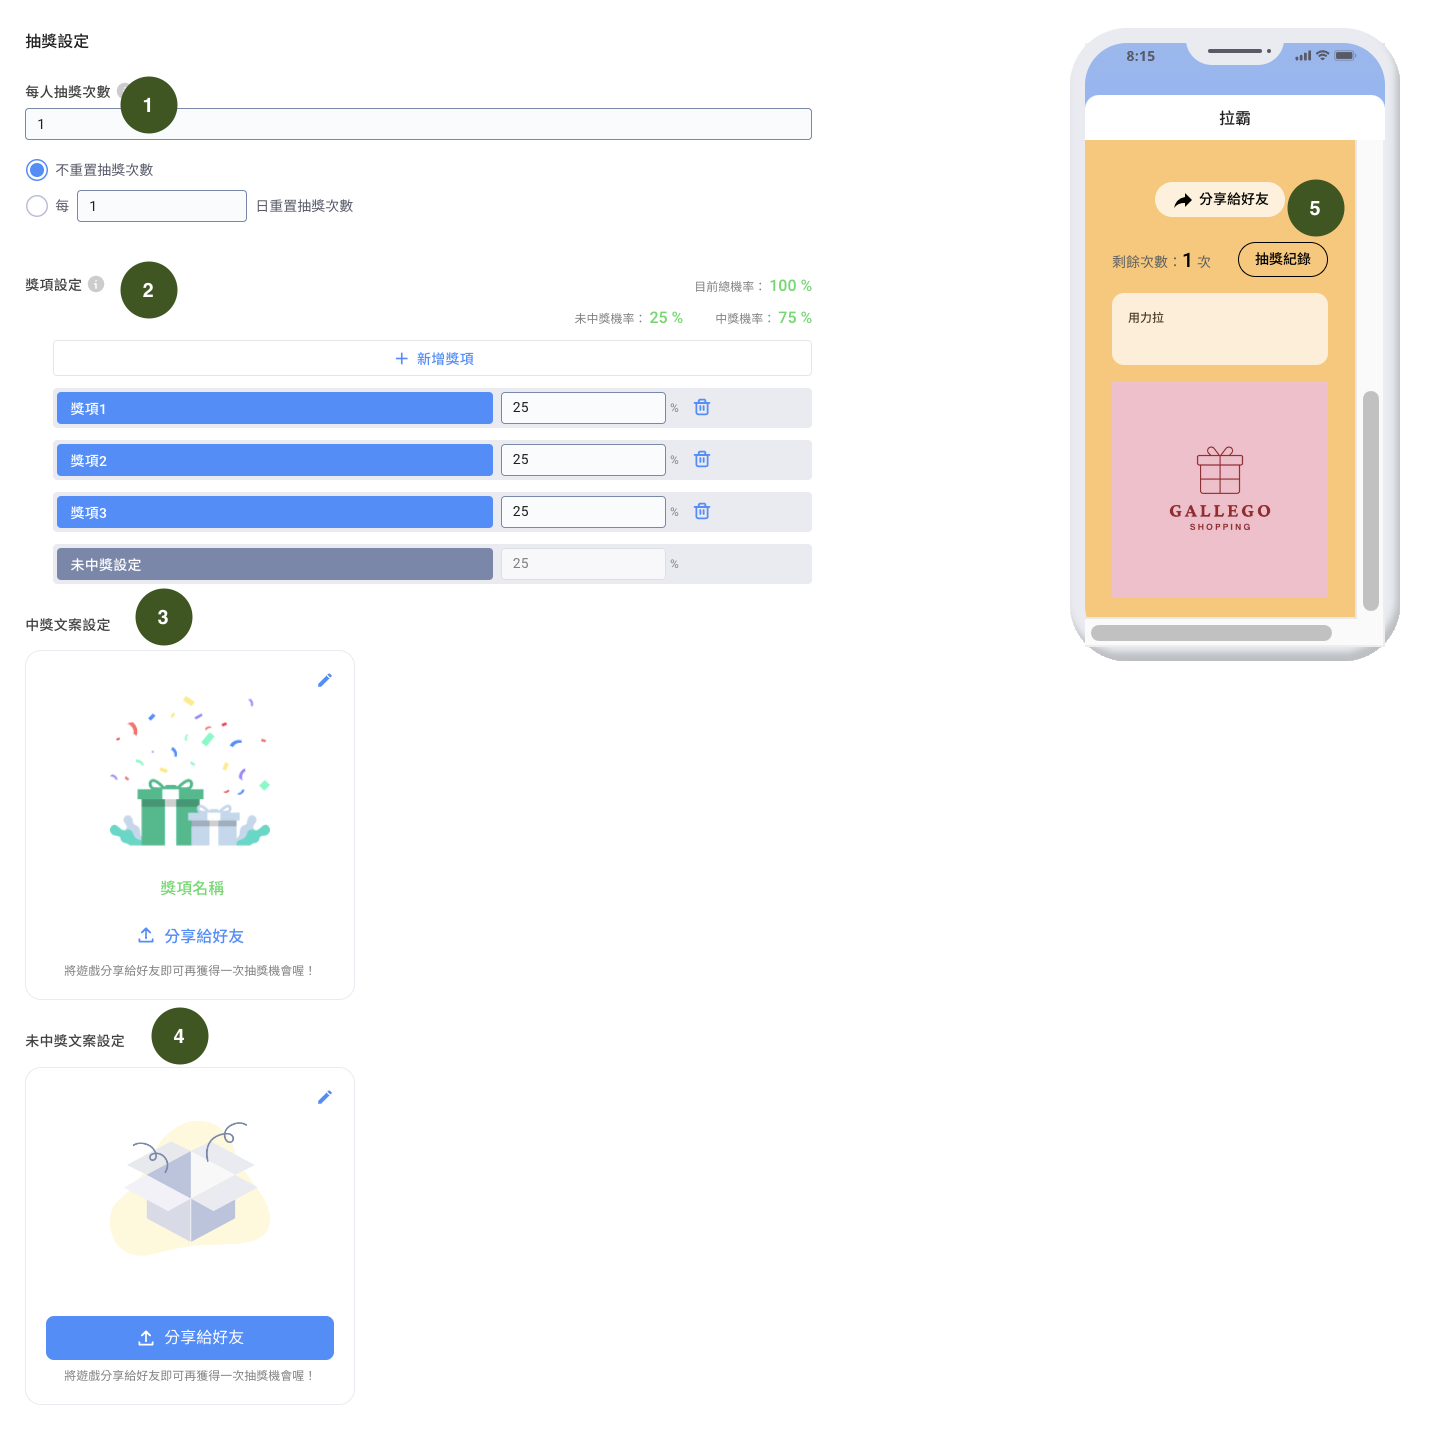 抽獎設定
每人抽獎次數
1
1
不重置抽獎次數
每 1 日重置抽獎次數
獎項設定
2
目前總機率： 100 %
未中獎機率： 25 % 中獎機率： 75 %
+ 新增獎項
獎項1 25 %
獎項2 25 %
獎項3 25 %
未中獎設定 25 %
中獎文案設定
3
獎項名稱
分享給好友
將遊戲分享給好友即可再獲得一次抽獎機會喔！
未中獎文案設定
4
分享給好友
將遊戲分享給好友即可再獲得一次抽獎機會喔！
8:15
拉霸
分享給好友
5
剩餘次數：1 次
抽獎紀錄
用力拉
GALLEGO
SHOPPING